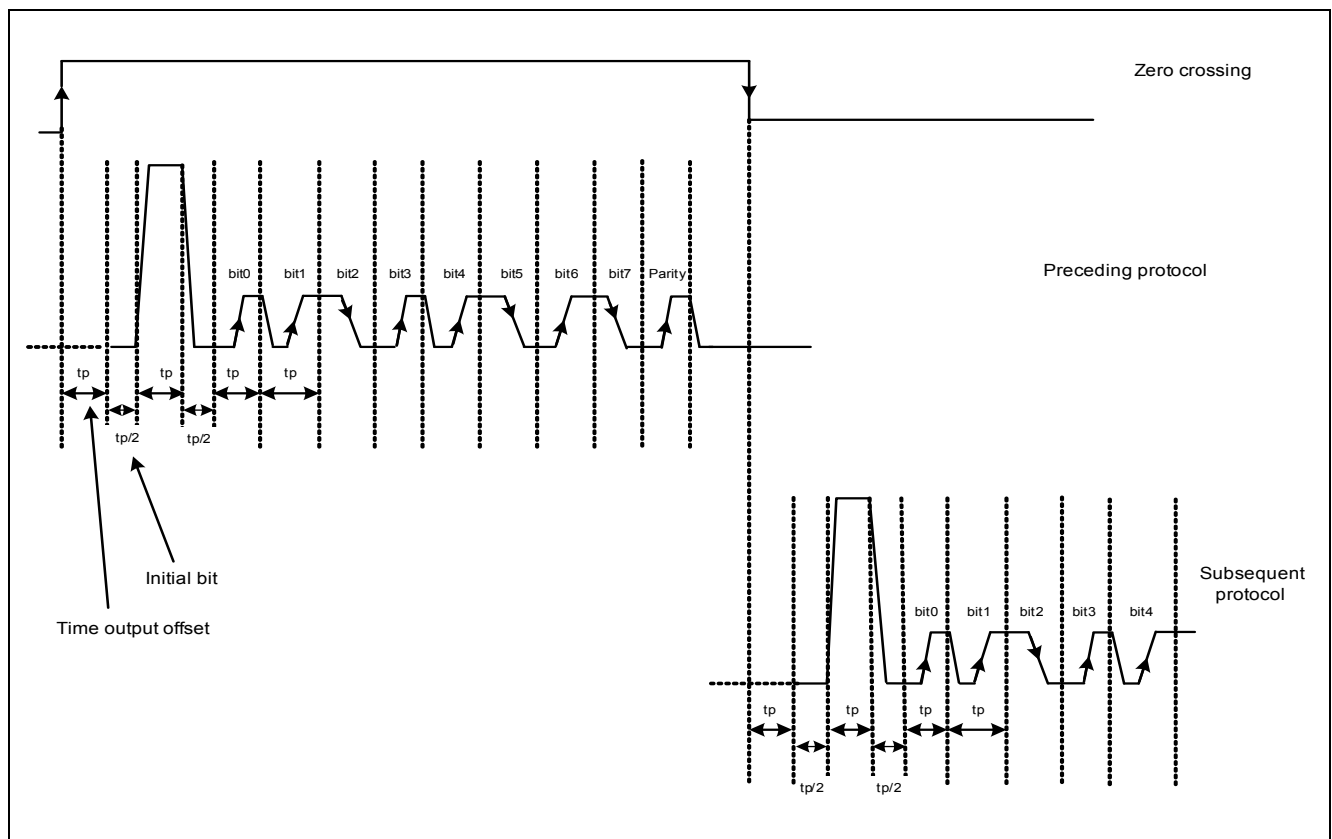 Zero crossing
Preceding protocol
bit0 bit1 bit2 bit3 bit4 bit5 bit6 bit7 Parity
tp tp tp tp
tp/2 tp/2
Initial bit
Time output offset
Subsequent
protocol
bit0 bit1 bit2 bit3 bit4
tp tp tp tp
tp/2 tp/2